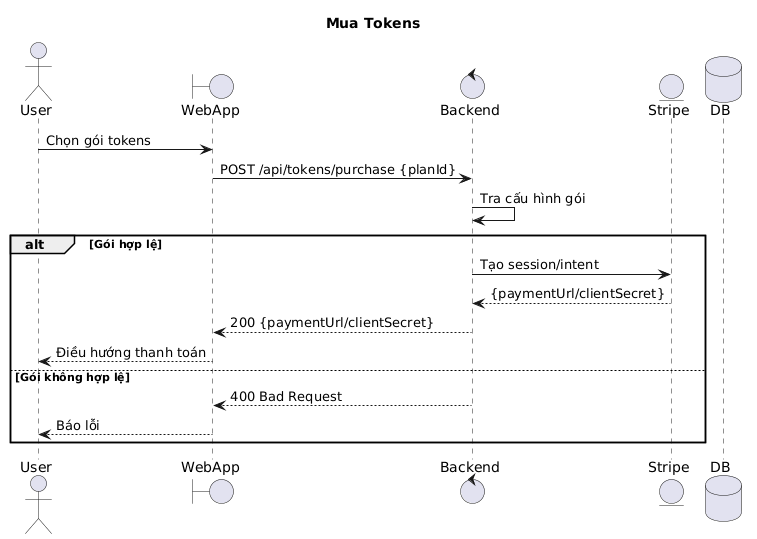 Mua Tokens
User
WebApp
Backend
Stripe
DB
Chọn gói tokens
POST /api/tokens/purchase {planId}
Tra cấu hình gói
alt
[Gói hợp lệ]
Tạo session/intent
{paymentUrl/clientSecret}
200 {paymentUrl/clientSecret}
Điều hướng thanh toán
[Gói không hợp lệ]
400 Bad Request
Báo lỗi
User
WebApp
Backend
Stripe
DB